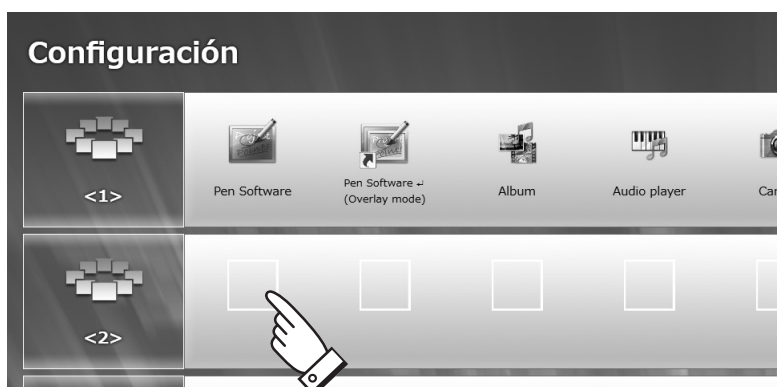 Configuración
<1>
Pen Software
Pen Software ↵
(Overlay mode)
Album
Audio player
<2>